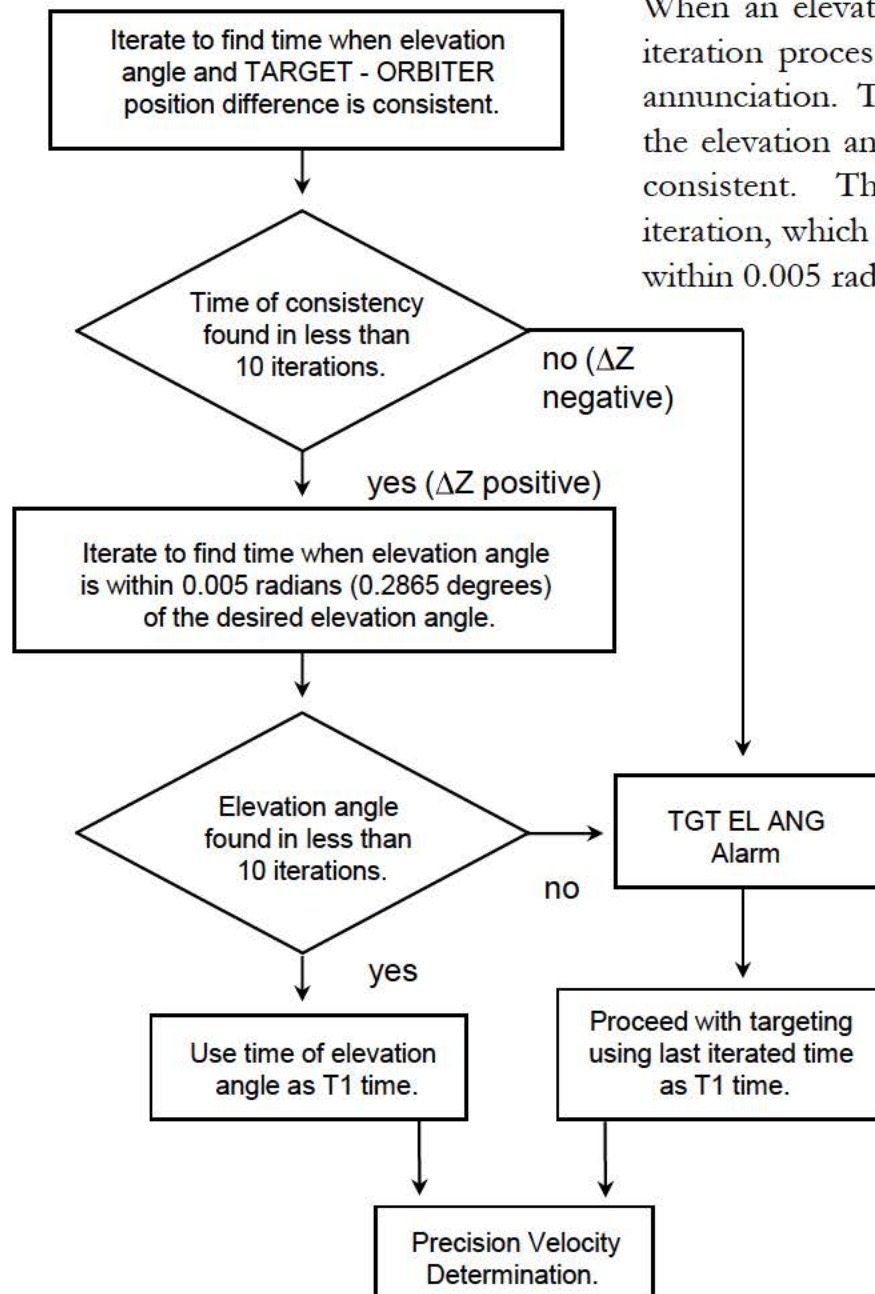 Iterate to find time when elevation
angle and TARGET - ORBITER
position difference is consistent.
When an elevat
iteration proces
annunciation. T
the elevation an
consistent. Th
iteration, which
within 0.005 rad
Time of consistency
found in less than
10 iterations.
no (ΔZ
negative)
yes (ΔZ positive)
Iterate to find time when elevation angle
is within 0.005 radians (0.2865 degrees)
of the desired elevation angle.
Elevation angle
found in less than
10 iterations.
no
TGT EL ANG
Alarm
yes
Use time of elevation
angle as T1 time.
Proceed with targeting
using last iterated time
as T1 time.
Precision Velocity
Determination.